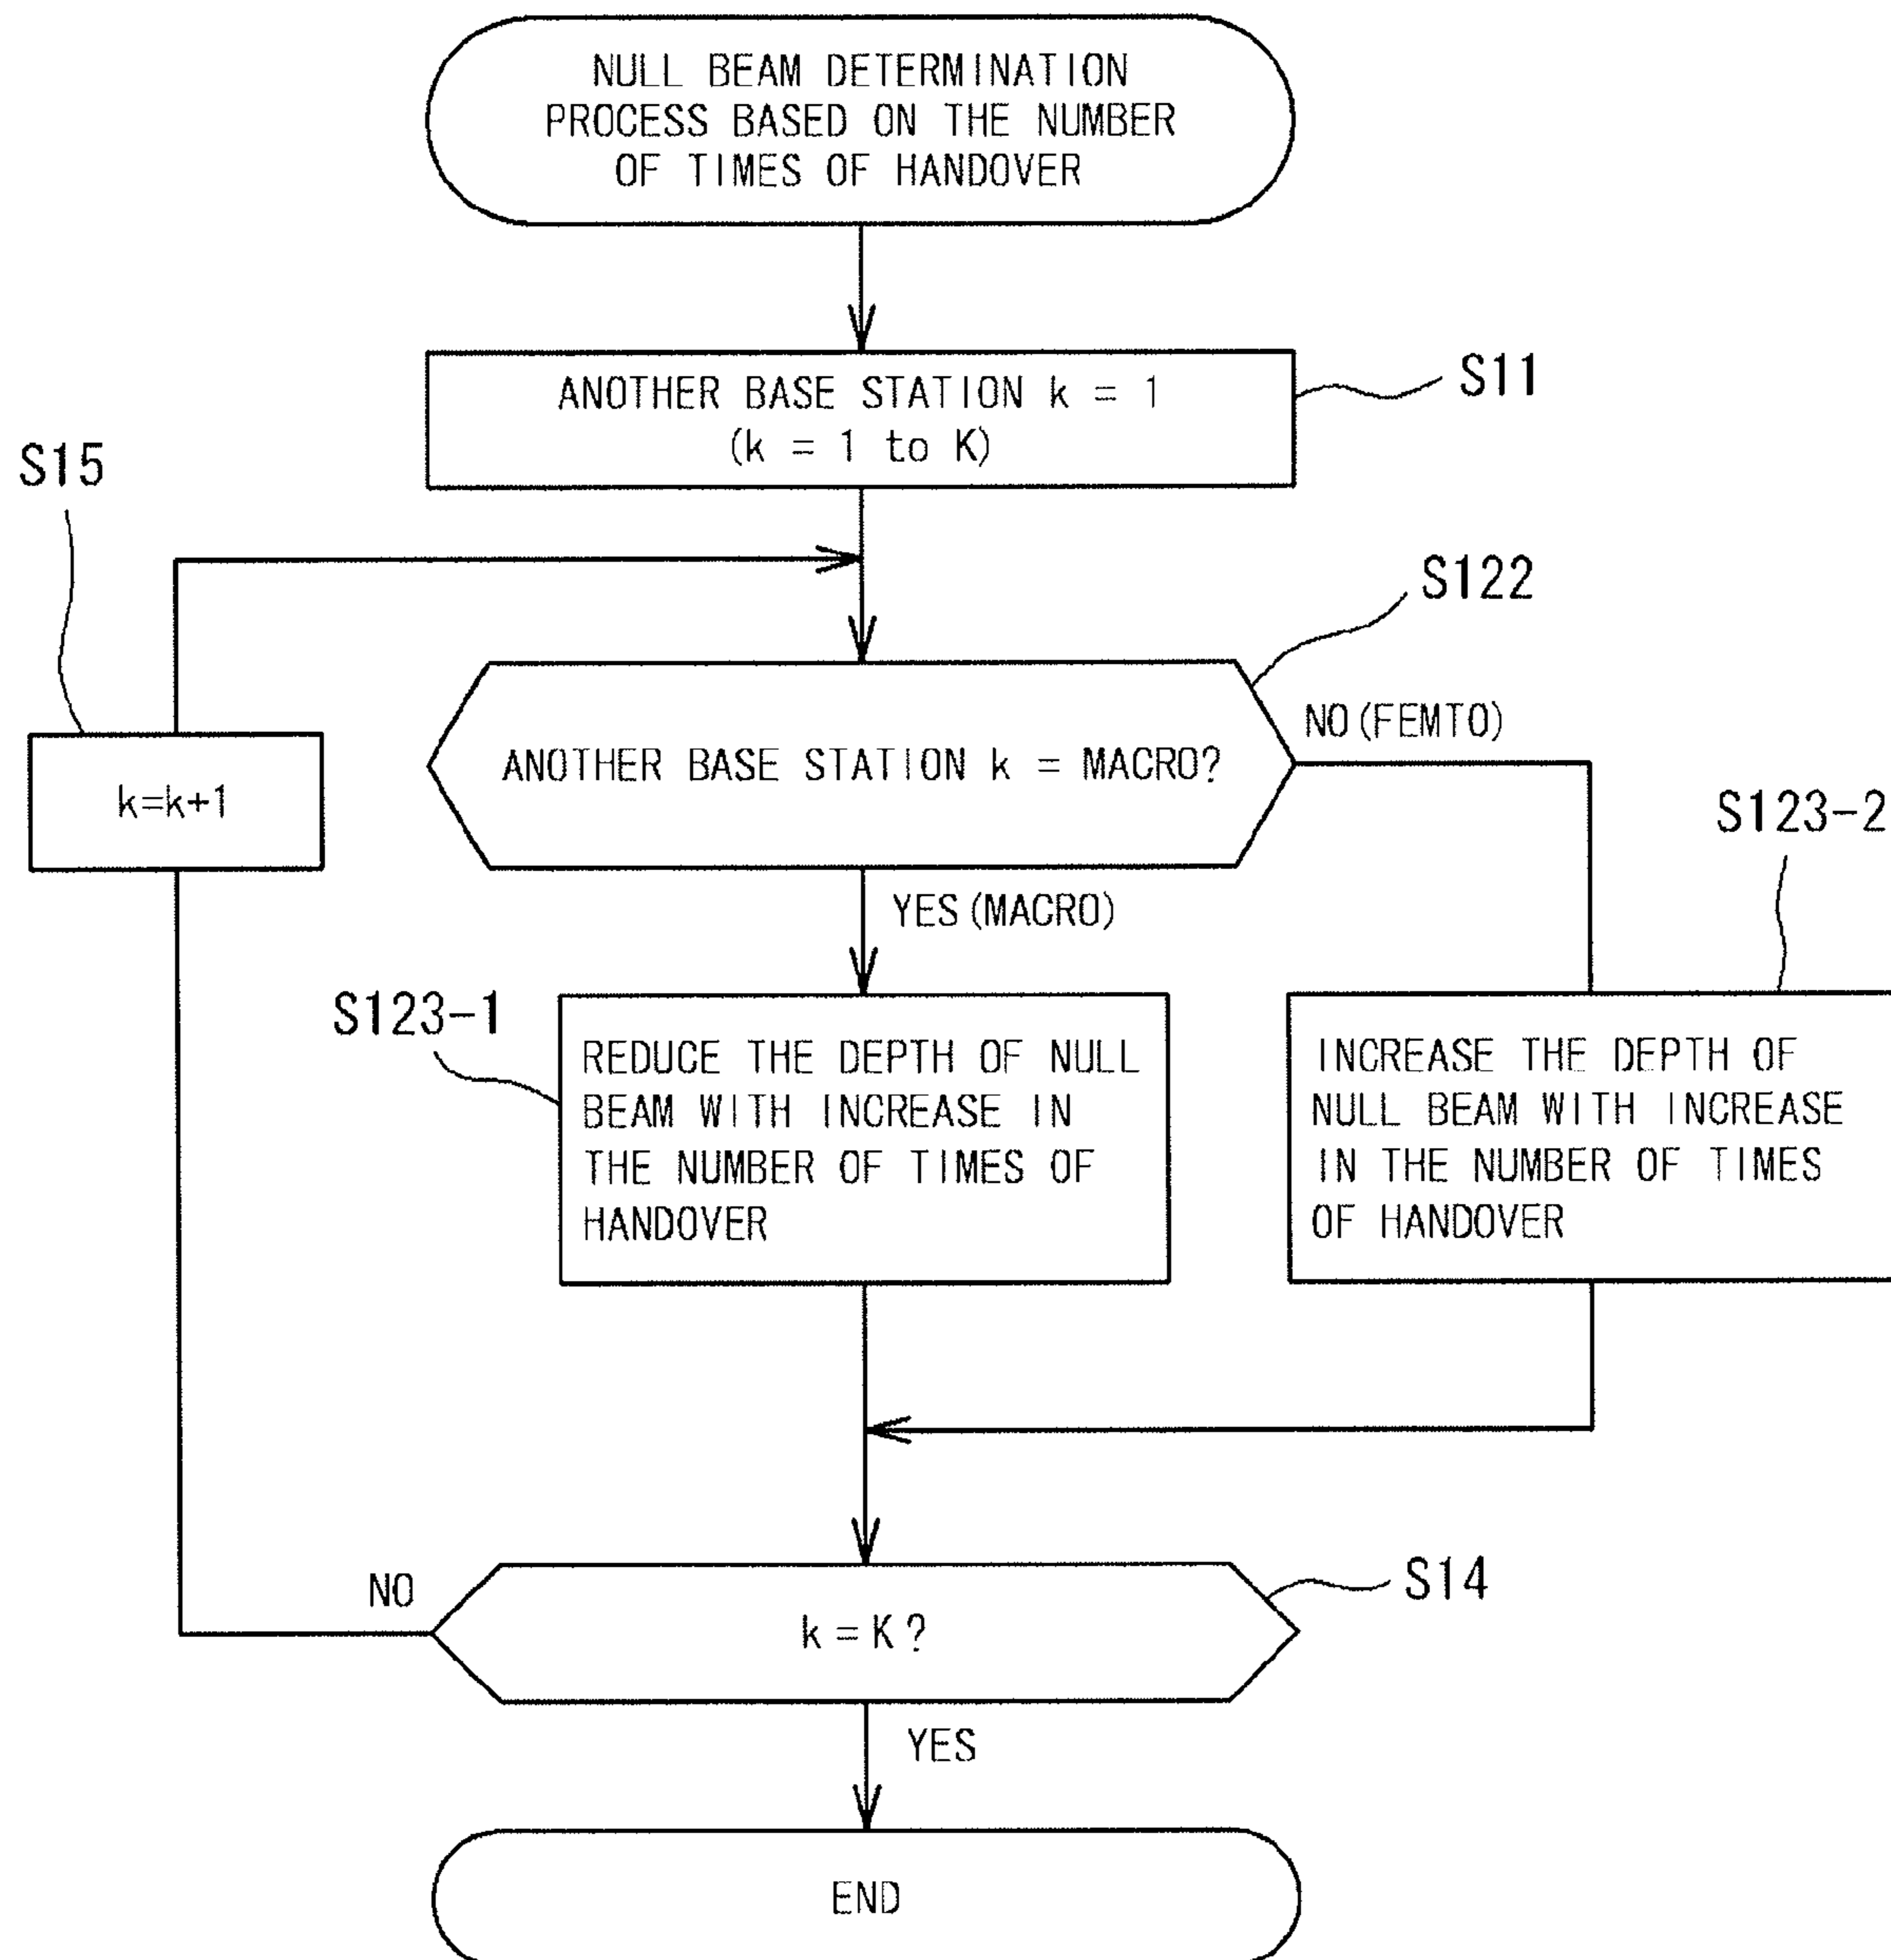 NULL BEAM DETERMINATION
PROCESS BASED ON THE NUMBER
OF TIMES OF HANDOVER
ANOTHER BASE STATION k = 1
(k = 1 to K)
S11
S15
S122
ANOTHER BASE STATION k = MACRO?
NO (FEMTO)
k=k+1
S123-2
YES (MACRO)
S123-1
REDUCE THE DEPTH OF NULL
BEAM WITH INCREASE IN
THE NUMBER OF TIMES OF
HANDOVER
INCREASE THE DEPTH OF
NULL BEAM WITH INCREASE
IN THE NUMBER OF TIMES
OF HANDOVER
NO
k = K ?
S14
YES
END